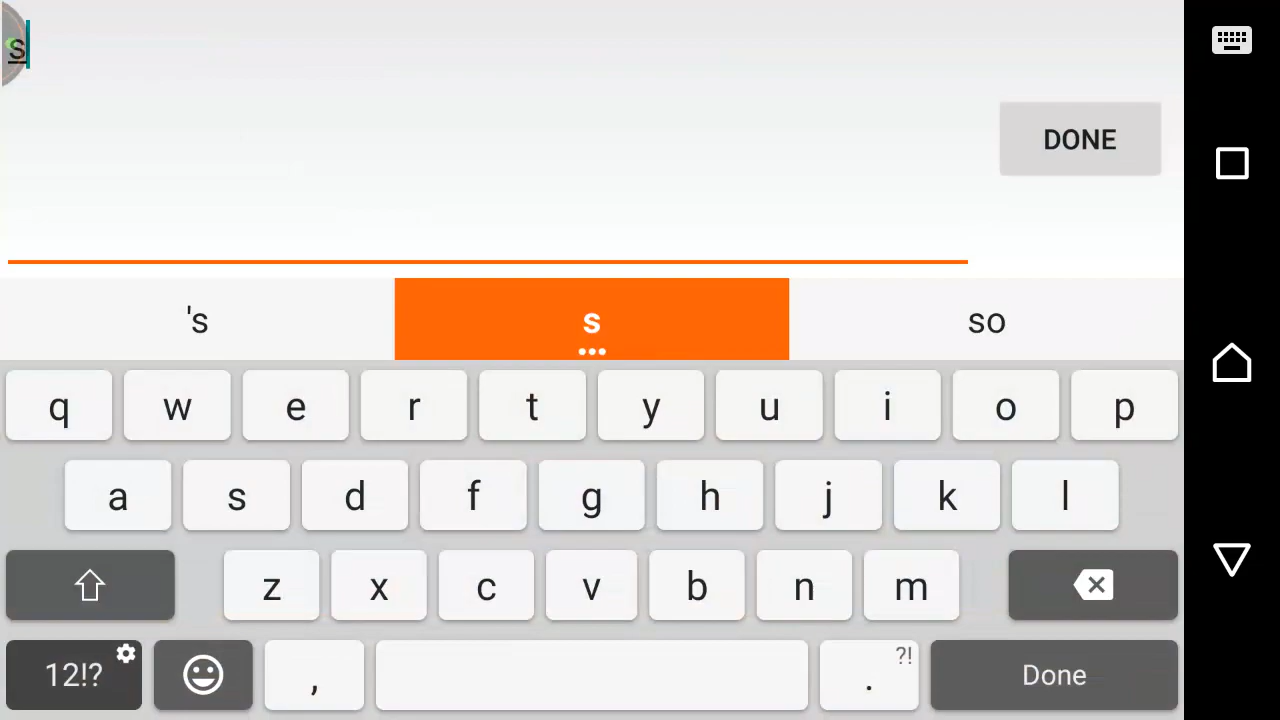 s
DONE
's s so
q w e r t y u i o p
a s d f g h j k l
z x c v b n m
12!? , . ?! Done